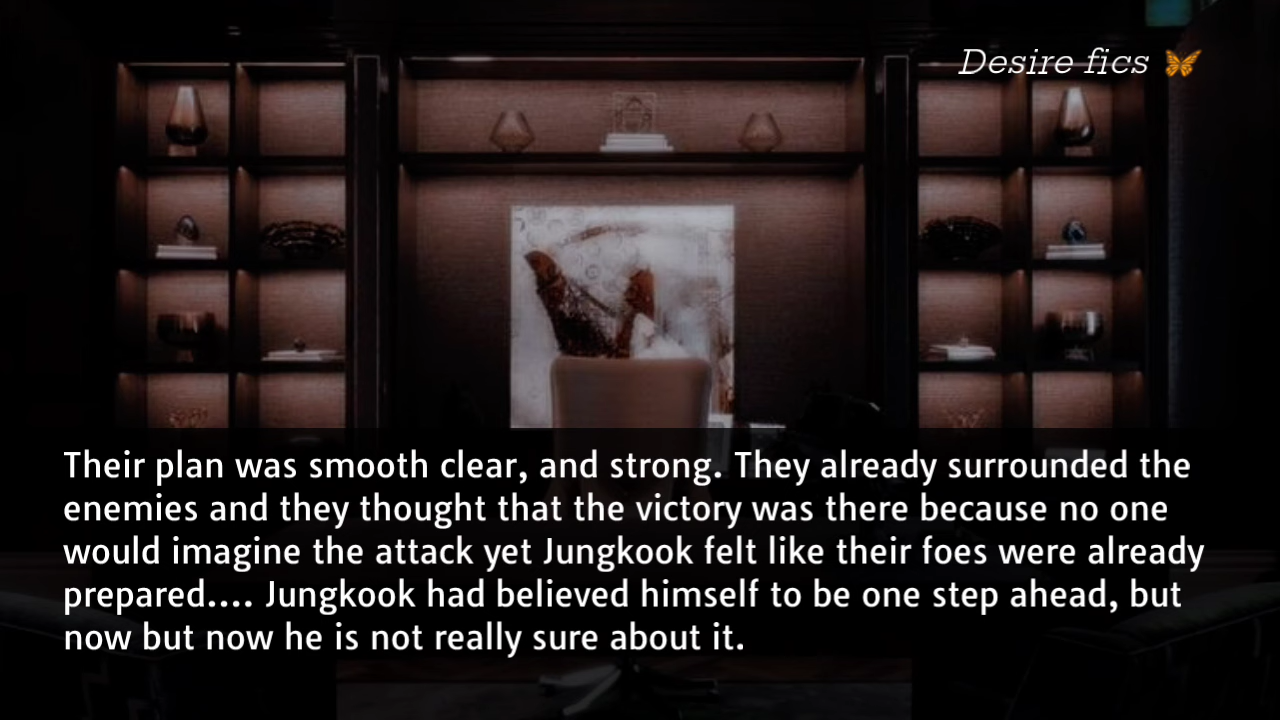 Desire fics 🦋
Their plan was smooth clear, and strong. They already surrounded the
enemies and they thought that the victory was there because no one
would imagine the attack yet Jungkook felt like their foes were already
prepared.... Jungkook had believed himself to be one step ahead, but
now but now he is not really sure about it.